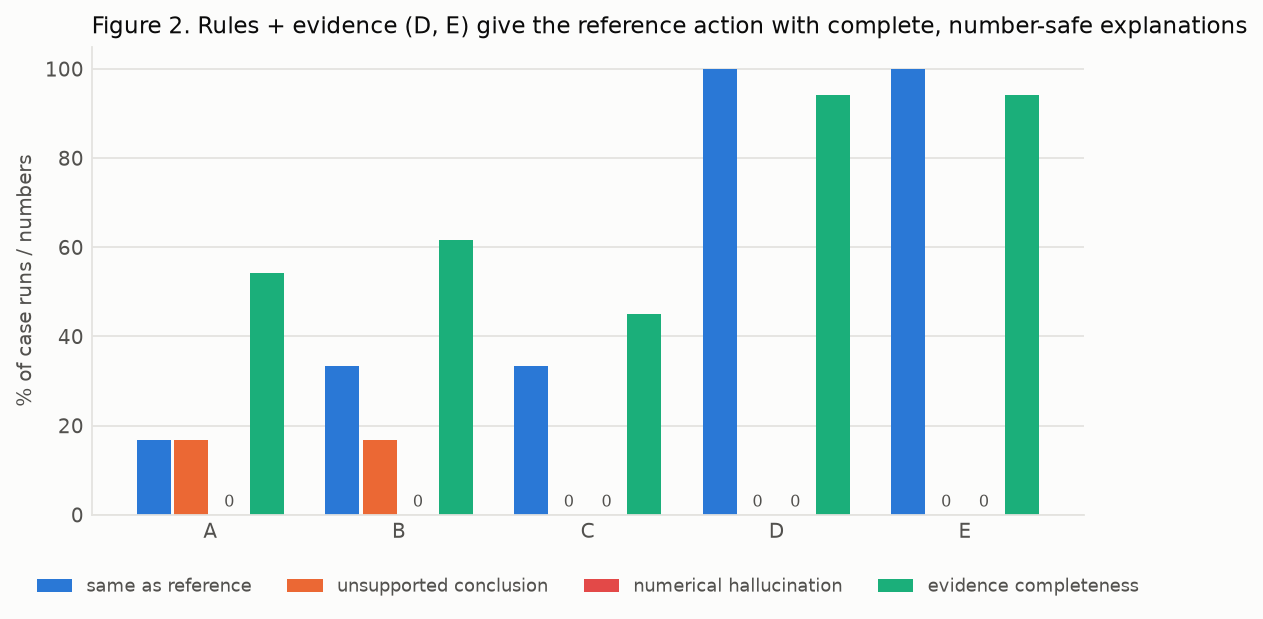 Figure 2. Rules + evidence (D, E) give the reference action with complete, number-safe explanations
% of case runs / numbers
100
80
60
40
20
0
0 0 0 0 0 0 0 0
A B C D E
same as reference unsupported conclusion numerical hallucination evidence completeness